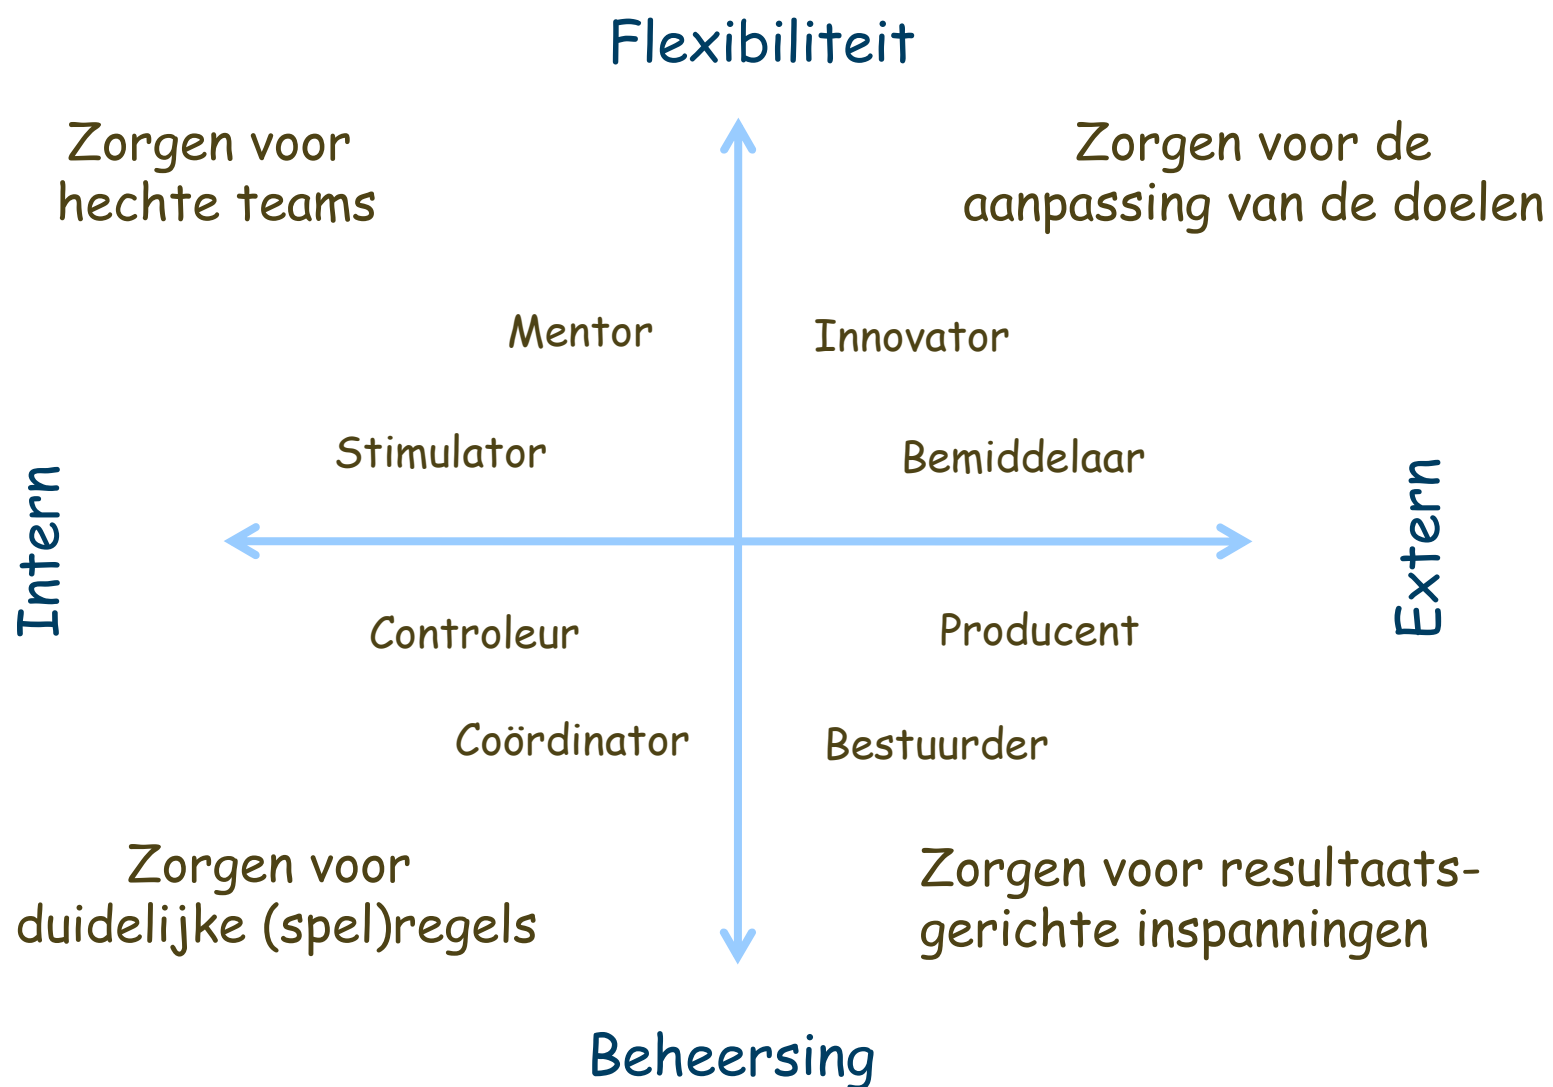 Flexibiliteit
Zorgen voor
hechte teams
Zorgen voor de
aanpassing van de doelen
Mentor
Innovator
Stimulator
Bemiddelaar
Intern
Extern
Controleur
Producent
Coördinator
Bestuurder
Zorgen voor
duidelijke (spel)regels
Zorgen voor resultaats-
gerichte inspanningen
Beheersing